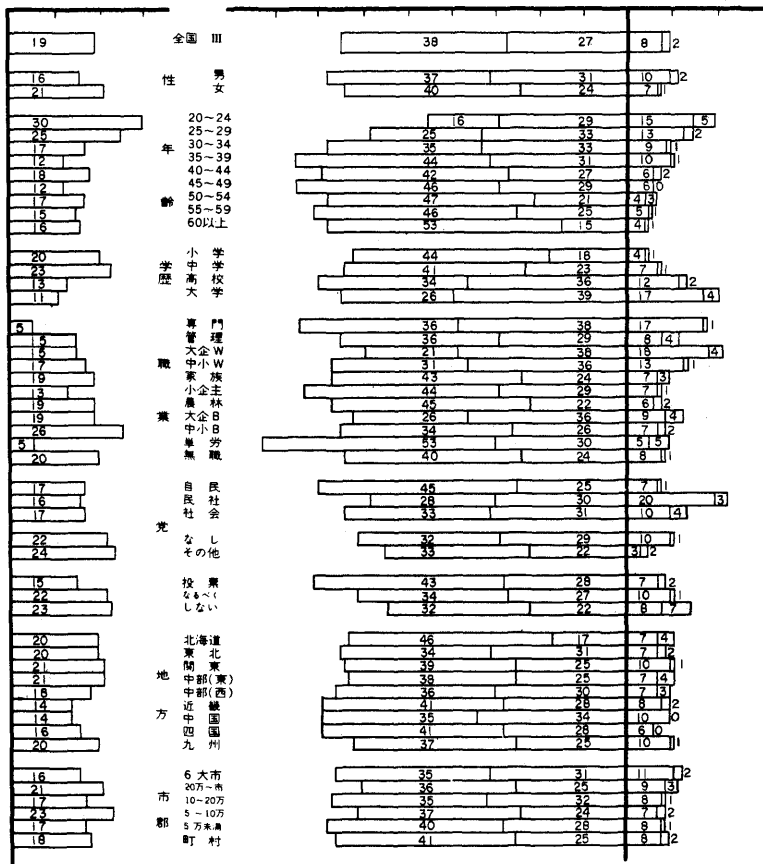 19 全国 III 38 27 8 2
16 男 37 31 10 2
性
21 女 40 24 7 1
30 20~24 16 29 15 5
25 25~29 25 33 13 2
17 30~34 35 33 9 1
年
12 35~39 44 31 10 1
18 40~44 42 27 6 2
12 45~49 46 29 6 0
17 50~54 47 21 4 3
齢
15 55~59 46 25 5 1
16 60以上 53 15 4 1
20 小学 44 18 4 1
23 学 中学 41 23 7 1
13 歴 高校 34 36 12 2
11 大学 26 39 17 4
5 専門 36 38 17 1
15 管理 36 29 8 4
15 大企W 21 38 18 4
17 職 中小W 31 36 13 1
19 家族 43 24 7 3
13 小企主 44 29 7 1
19 農林 45 22 6 2
19 業 大企B 26 36 9 4
26 中小B 34 26 7 2
5 単労 53 30 5 5
20 無職 40 24 8 1
17 自民 45 25 7 1
16 民社 28 30 20 3
17 社会 33 31 10 4
党
22 なし 32 29 10 1
24 その他 33 22 3 2
15 投票 43 28 7 2
22 なるべく 34 27 10 1
23 しない 32 22 8 7
20 北海道 46 17 7 4
20 東北 34 31 7 2
21 関東 39 25 10 1
21 地 中部(東) 38 25 7 4
18 中部(西) 36 30 7 3
14 近畿 41 28 8 2
14 方 中国 35 34 10 0
16 四国 41 28 6 0
20 九州 37 25 10 1
16 6大市 35 31 11 2
21 20万~市 36 25 9 3
17 市 10~20万 35 32 8 1
23 5~10万 37 24 7 2
17 郡 5万未満 40 28 8 1
18 町村 41 25 8 2